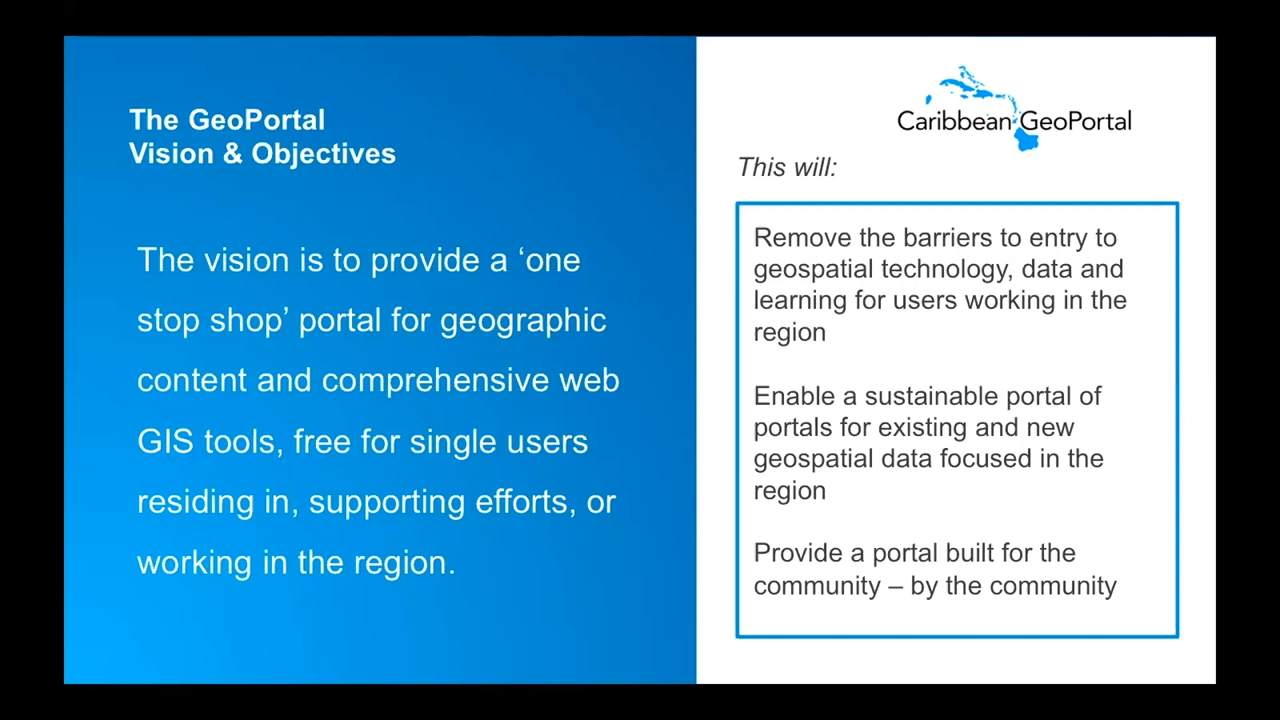 The GeoPortal
Vision & Objectives
The vision is to provide a ‘one
stop shop’ portal for geographic
content and comprehensive web
GIS tools, free for single users
residing in, supporting efforts, or
working in the region.
Caribbean GeoPortal
This will:
Remove the barriers to entry to
geospatial technology, data and
learning for users working in the
region
Enable a sustainable portal of
portals for existing and new
geospatial data focused in the
region
Provide a portal built for the
community – by the community